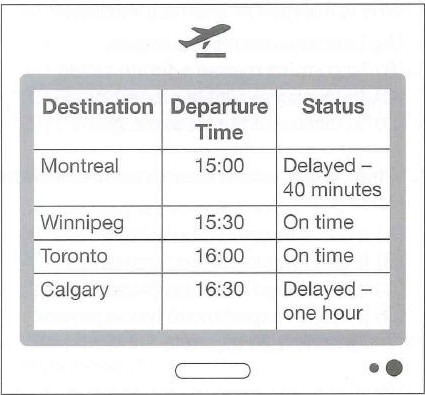 Destination Departure Time Status
Montreal 15:00 Delayed – 40 minutes
Winnipeg 15:30 On time
Toronto 16:00 On time
Calgary 16:30 Delayed – one hour